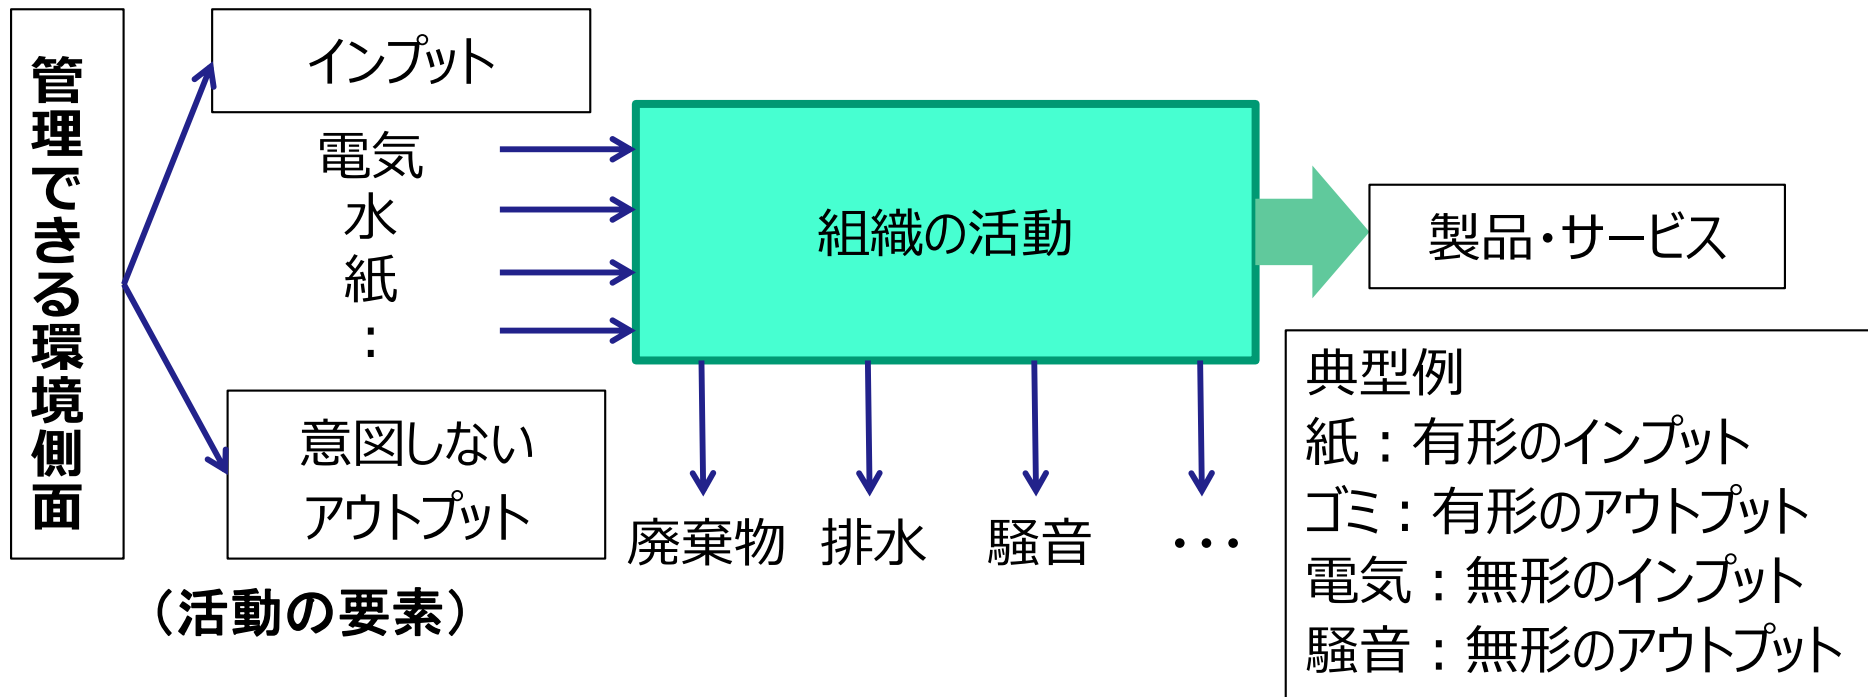 管理できる環境側面
インプット
電気
水
紙
：
意図しない
アウトプット
（活動の要素）
組織の活動
廃棄物
排水
騒音
・・・
製品・サービス
典型例
紙：有形のインプット
ゴミ：有形のアウトプット
電気：無形のインプット
騒音：無形のアウトプット